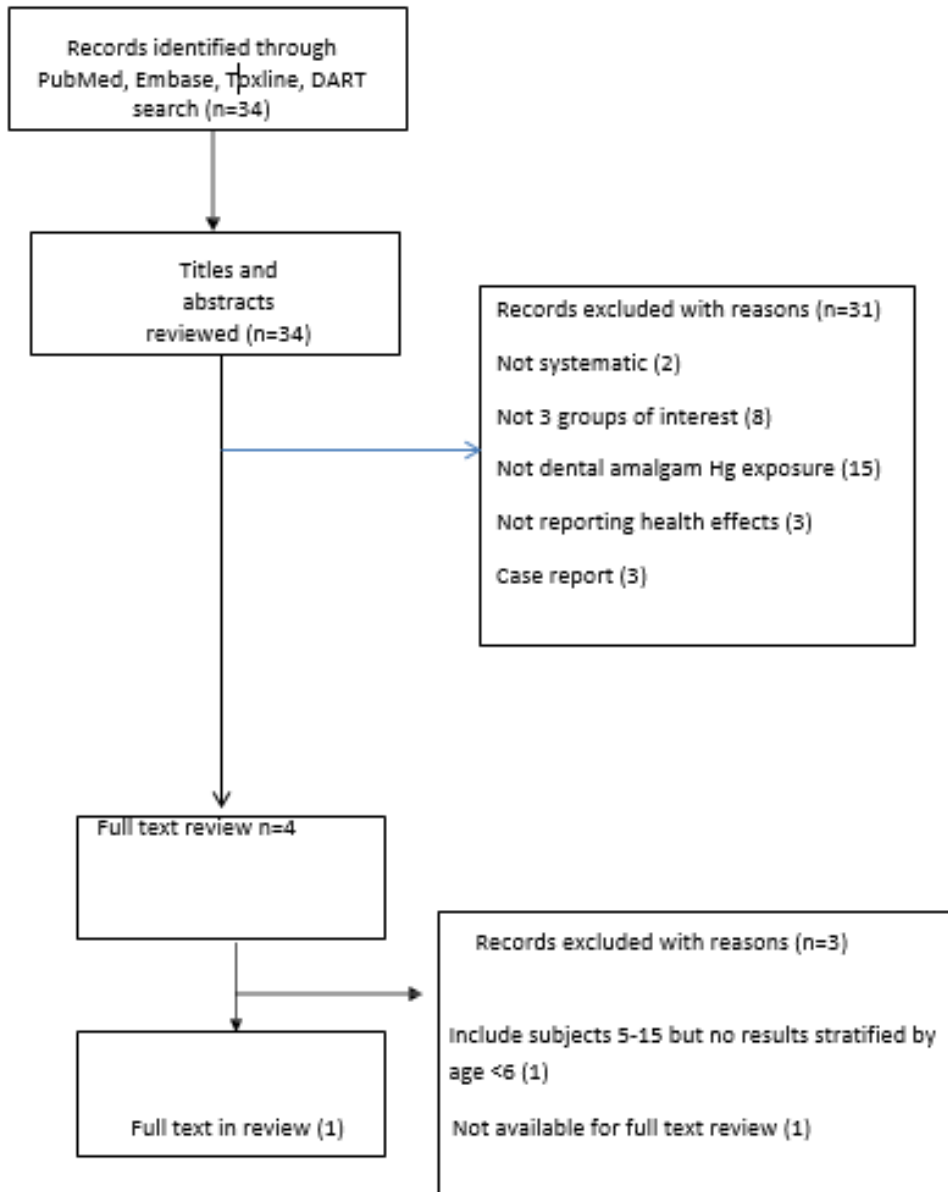 Records identified through
PubMed, Embase, Toxline, DART
search (n=34)
Titles and
abstracts
reviewed (n=34)
Records excluded with reasons (n=31)
Not systematic (2)
Not 3 groups of interest (8)
Not dental amalgam Hg exposure (15)
Not reporting health effects (3)
Case report (3)
Full text review n=4
Records excluded with reasons (n=3)
Include subjects 5-15 but no results stratified by
age <6 (1)
Not available for full text review (1)
Full text in review (1)